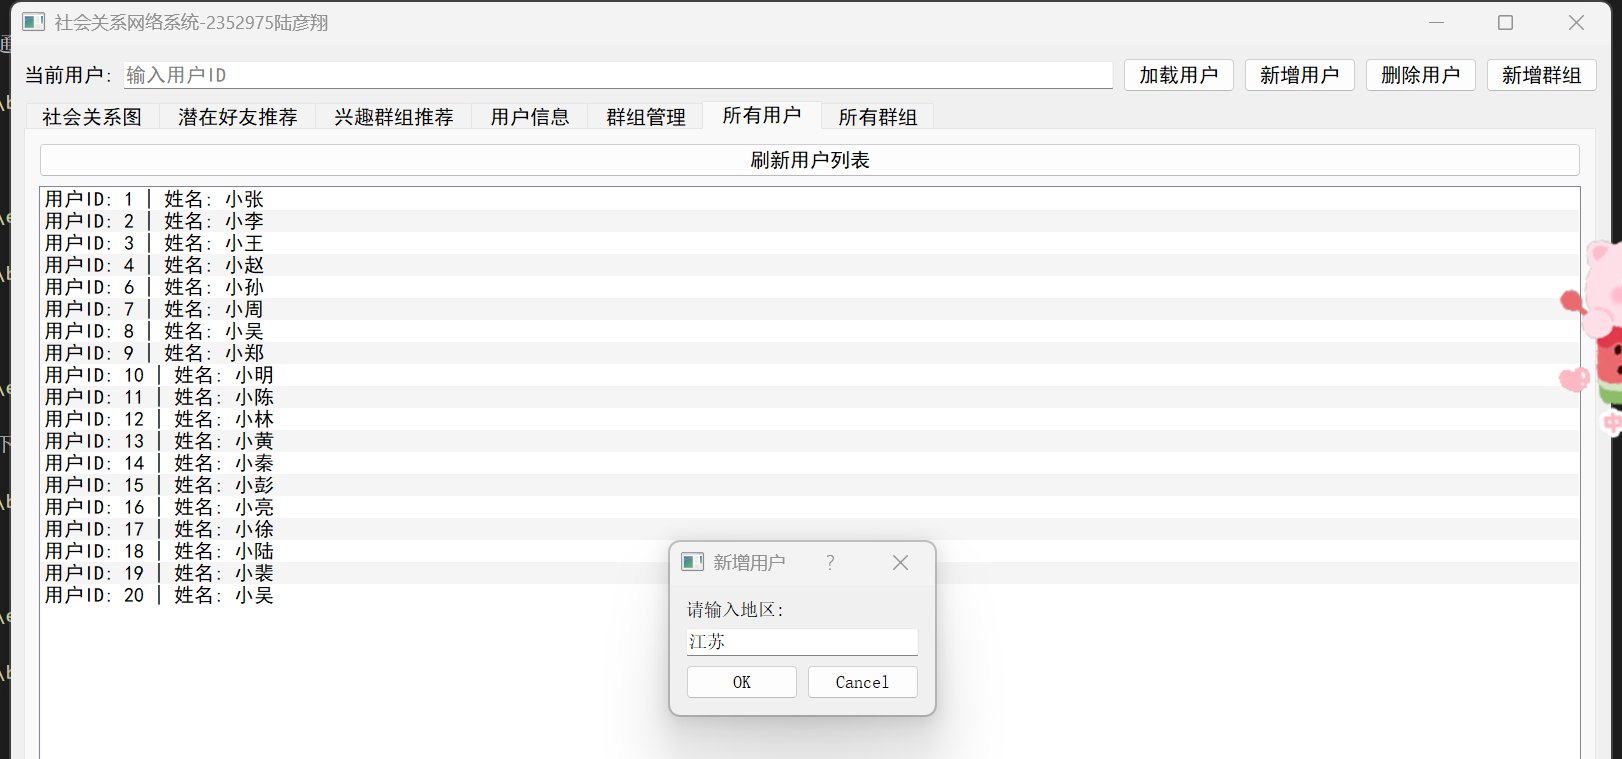 社会关系网络系统-2352975陆彦翔
当前用户: 输入用户ID 加载用户 新增用户 删除用户 新增群组
社会关系图 潜在好友推荐 兴趣群组推荐 用户信息 群组管理 所有用户 所有群组
刷新用户列表
用户ID: 1 | 姓名: 小张
用户ID: 2 | 姓名: 小李
用户ID: 3 | 姓名: 小王
用户ID: 4 | 姓名: 小赵
用户ID: 6 | 姓名: 小孙
用户ID: 7 | 姓名: 小周
用户ID: 8 | 姓名: 小吴
用户ID: 9 | 姓名: 小郑
用户ID: 10 | 姓名: 小明
用户ID: 11 | 姓名: 小陈
用户ID: 12 | 姓名: 小林
用户ID: 13 | 姓名: 小黄
用户ID: 14 | 姓名: 小秦
用户ID: 15 | 姓名: 小彭
用户ID: 16 | 姓名: 小亮
用户ID: 17 | 姓名: 小徐
用户ID: 18 | 姓名: 小陆
用户ID: 19 | 姓名: 小裴
用户ID: 20 | 姓名: 小吴
新增用户 ?
请输入地区:
江苏
OK Cancel
中